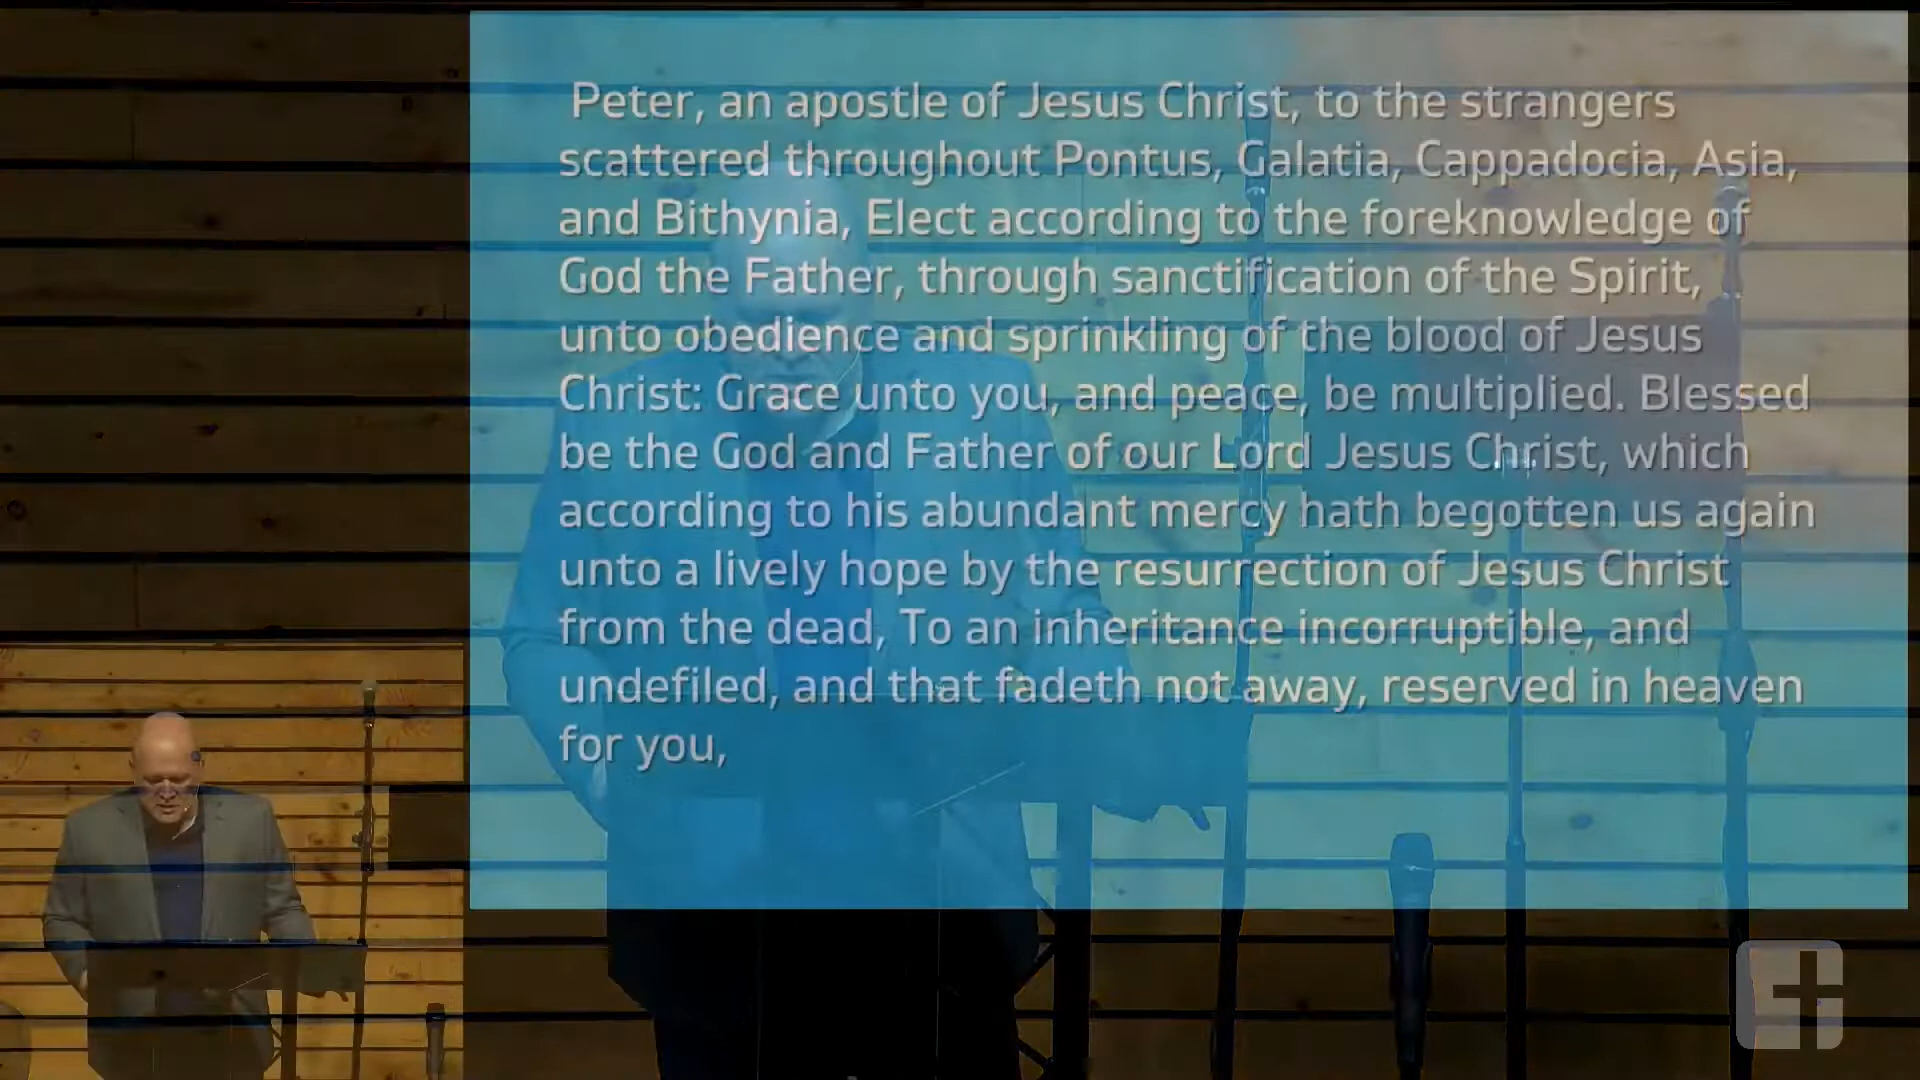 Peter, an apostle of Jesus Christ, to the strangers
scattered throughout Pontus, Galatia, Cappadocia, Asia,
and Bithynia, Elect according to the foreknowledge of
God the Father, through sanctification of the Spirit,
unto obedience and sprinkling of the blood of Jesus
Christ: Grace unto you, and peace, be multiplied. Blessed
be the God and Father of our Lord Jesus Christ, which
according to his abundant mercy hath begotten us again
unto a lively hope by the resurrection of Jesus Christ
from the dead, To an inheritance incorruptible, and
undefiled, and that fadeth not away, reserved in heaven
for you,